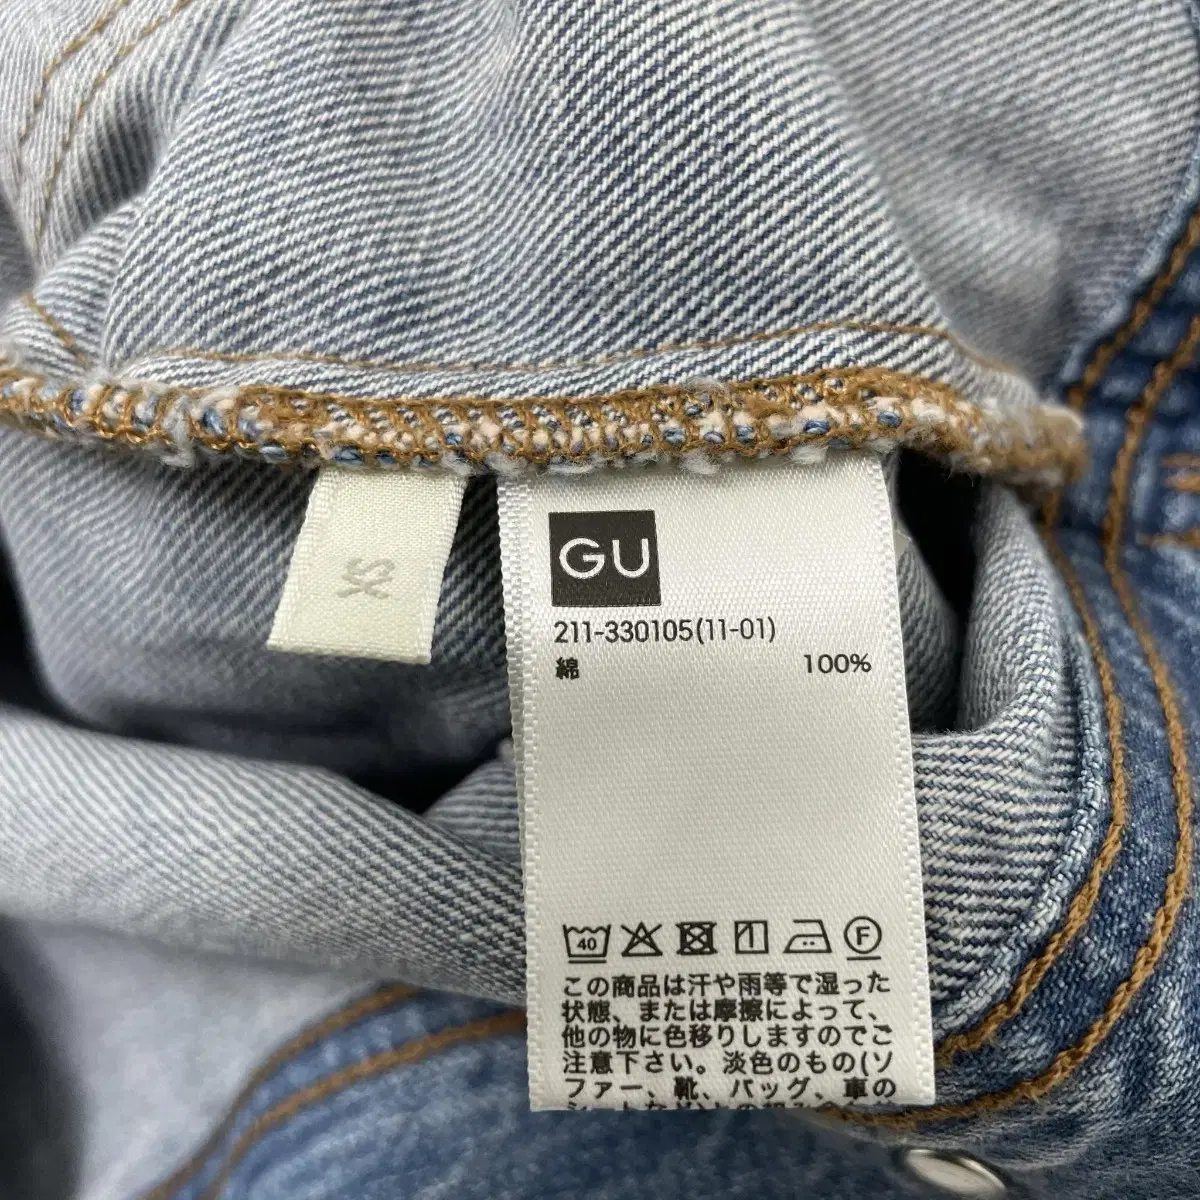 XS
GU
211-330105(11-01)
綿 100%
40
F
この商品は汗や雨等で湿った
状態、または摩擦によって、
他の物に色移りしますのでご
注意下さい。淡色のもの(ソ
ファー、靴、バッグ、車の